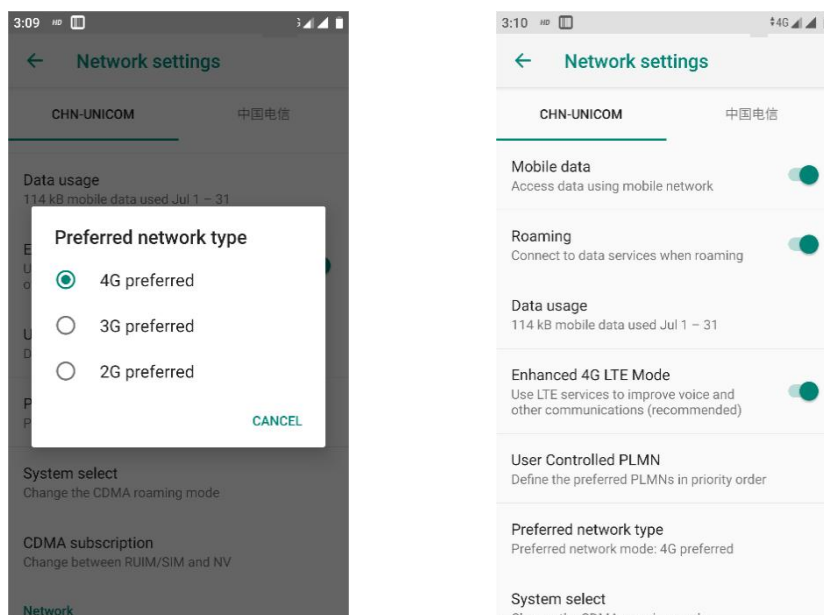 3:09 HD
Network settings
CHN-UNICOM 中国电信
Data usage
114 kB mobile data used Jul 1 – 31
Preferred network type
4G preferred
3G preferred
2G preferred
CANCEL
System select
Change the CDMA roaming mode
CDMA subscription
Change between RUIM/SIM and NV
Network
3:10 HD 4G
Network settings
CHN-UNICOM 中国电信
Mobile data
Access data using mobile network
Roaming
Connect to data services when roaming
Data usage
114 kB mobile data used Jul 1 – 31
Enhanced 4G LTE Mode
Use LTE services to improve voice and
other communications (recommended)
User Controlled PLMN
Define the preferred PLMNs in priority order
Preferred network type
Preferred network mode: 4G preferred
System select